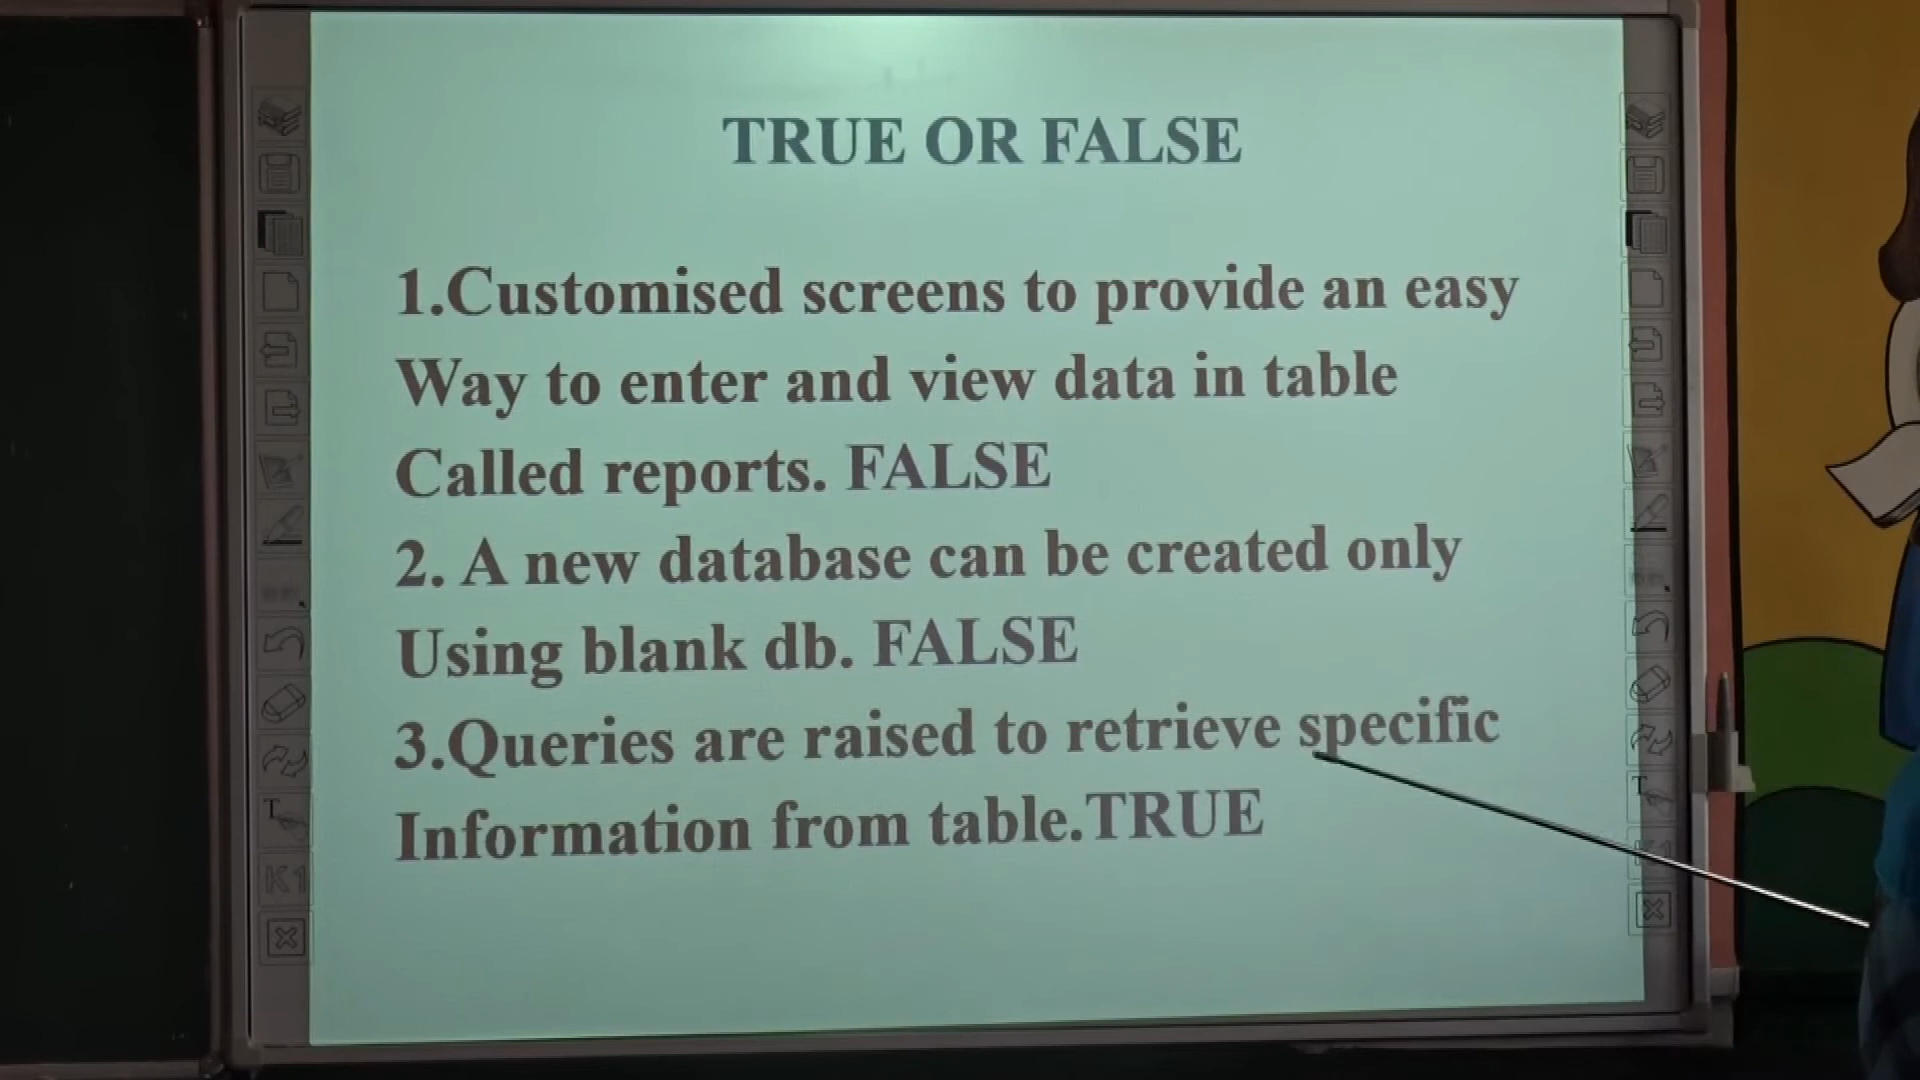 TRUE OR FALSE
1.Customised screens to provide an easy
Way to enter and view data in table
Called reports. FALSE
2. A new database can be created only
Using blank db. FALSE
3.Queries are raised to retrieve specific
Information from table.TRUE
T
K1
T
K1